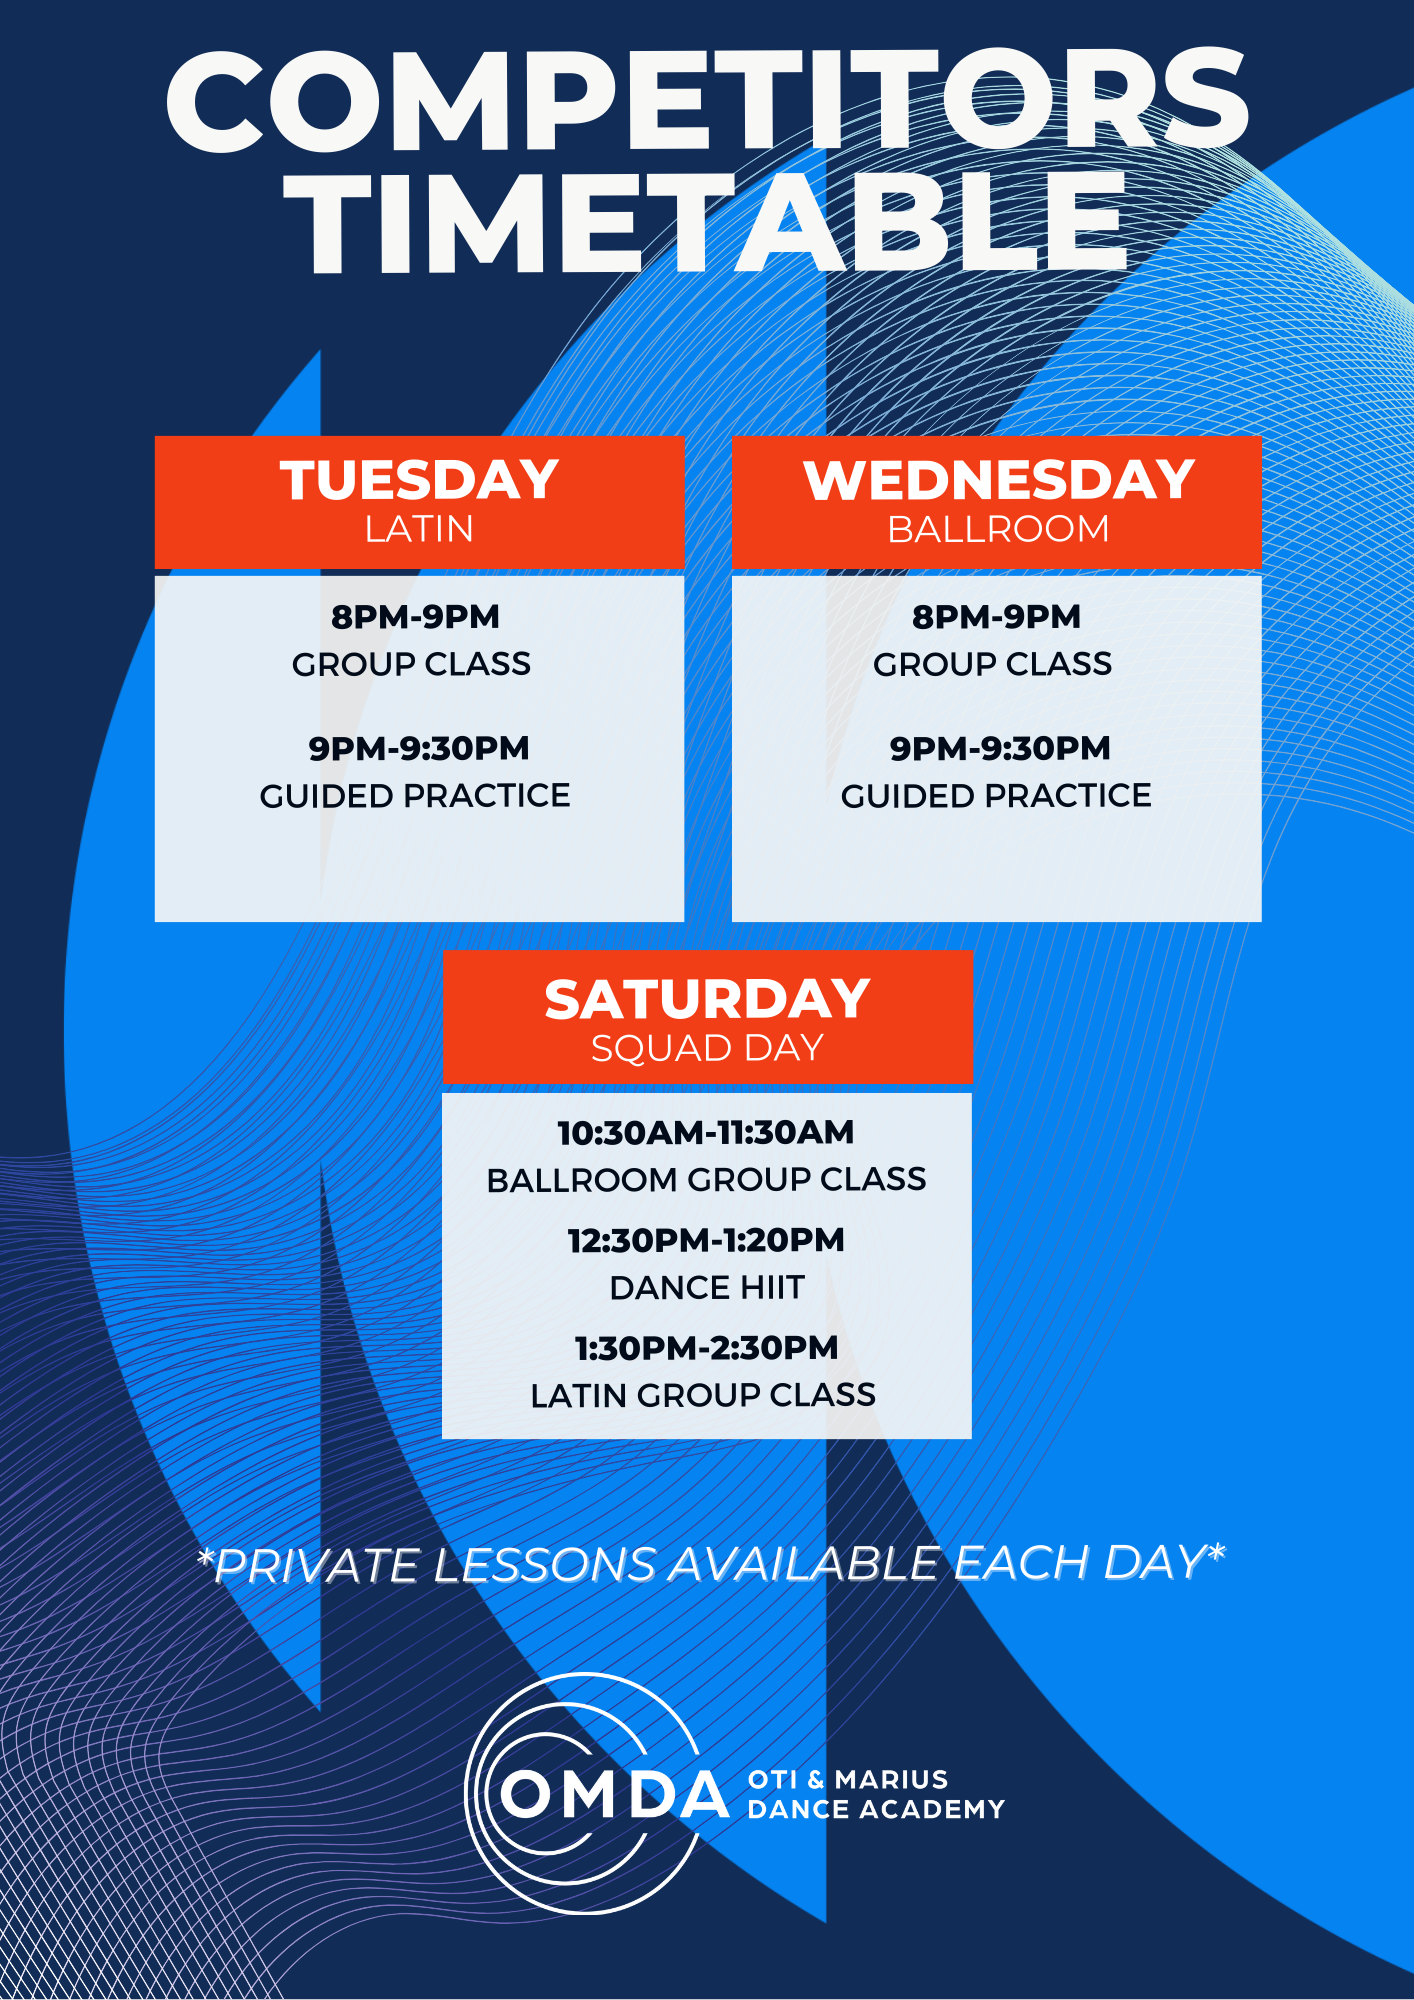 COMPETITORS
TIMETABLE
TUESDAY
LATIN
8PM-9PM
GROUP CLASS
9PM-9:30PM
GUIDED PRACTICE
WEDNESDAY
BALLROOM
8PM-9PM
GROUP CLASS
9PM-9:30PM
GUIDED PRACTICE
SATURDAY
SQUAD DAY
10:30AM-11:30AM
BALLROOM GROUP CLASS
12:30PM-1:20PM
DANCE HIIT
1:30PM-2:30PM
LATIN GROUP CLASS
*PRIVATE LESSONS AVAILABLE EACH DAY*
OMDA
OTI & MARIUS
DANCE ACADEMY